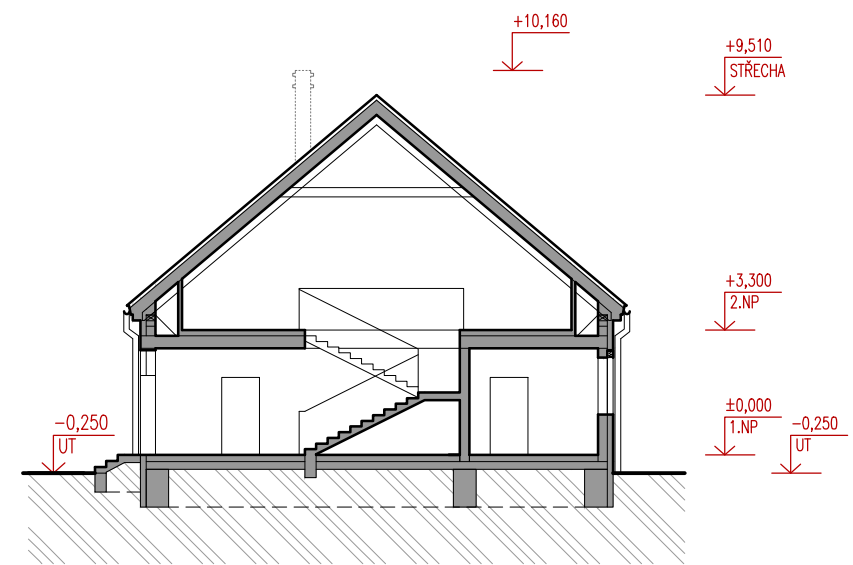 +10,160
+9,510
STŘECHA
+3,300
2.NP
±0,000
1.NP
-0,250
UT
-0,250
UT